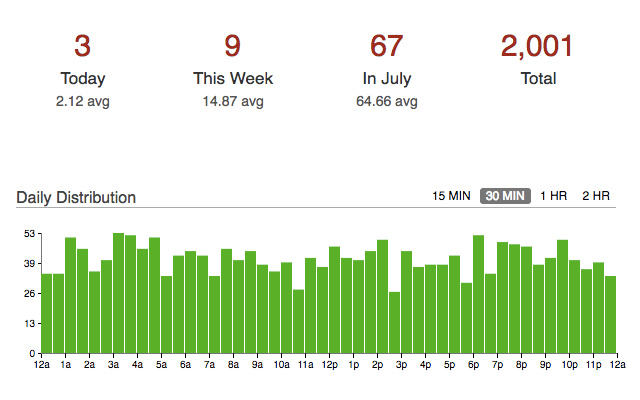 3 9 67 2,001
Today This Week In July Total
2.12 avg 14.87 avg 64.66 avg
Daily Distribution 15 MIN 30 MIN 1 HR 2 HR
53
39
26
13
0
12a 1a 2a 3a 4a 5a 6a 7a 8a 9a 10a 11a 12p 1p 2p 3p 4p 5p 6p 7p 8p 9p 10p 11p 12a